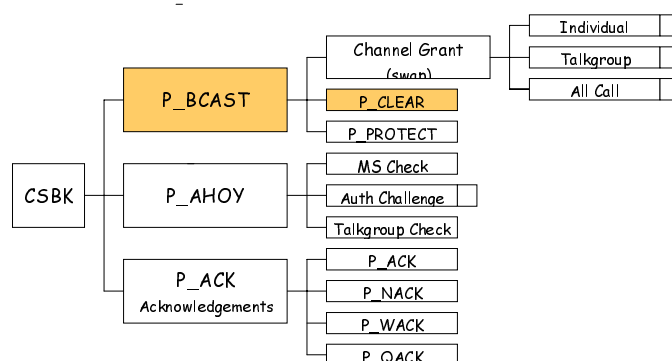 CSBK
P_BCAST
Channel Grant
(swap)
Individual
Talkgroup
All Call
P_CLEAR
P_PROTECT
P_AHOY
MS Check
Auth Challenge
Talkgroup Check
P_ACK
Acknowledgements
P_ACK
P_NACK
P_WACK
P_QACK